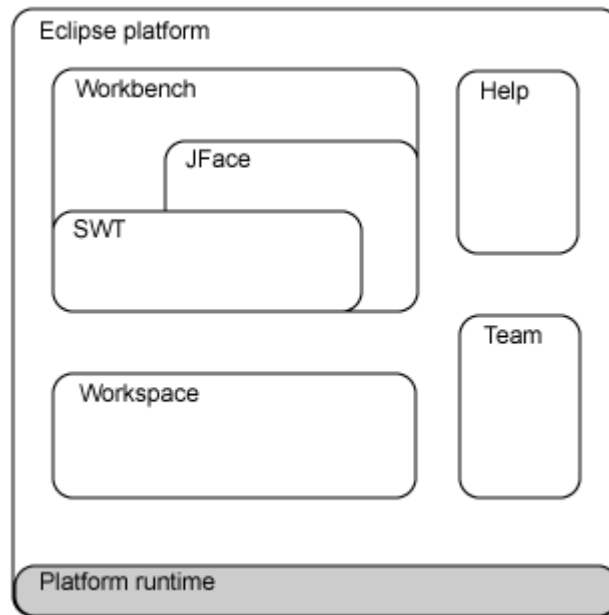 Eclipse platform
Workbench
Help
JFace
SWT
Team
Workspace
Platform runtime